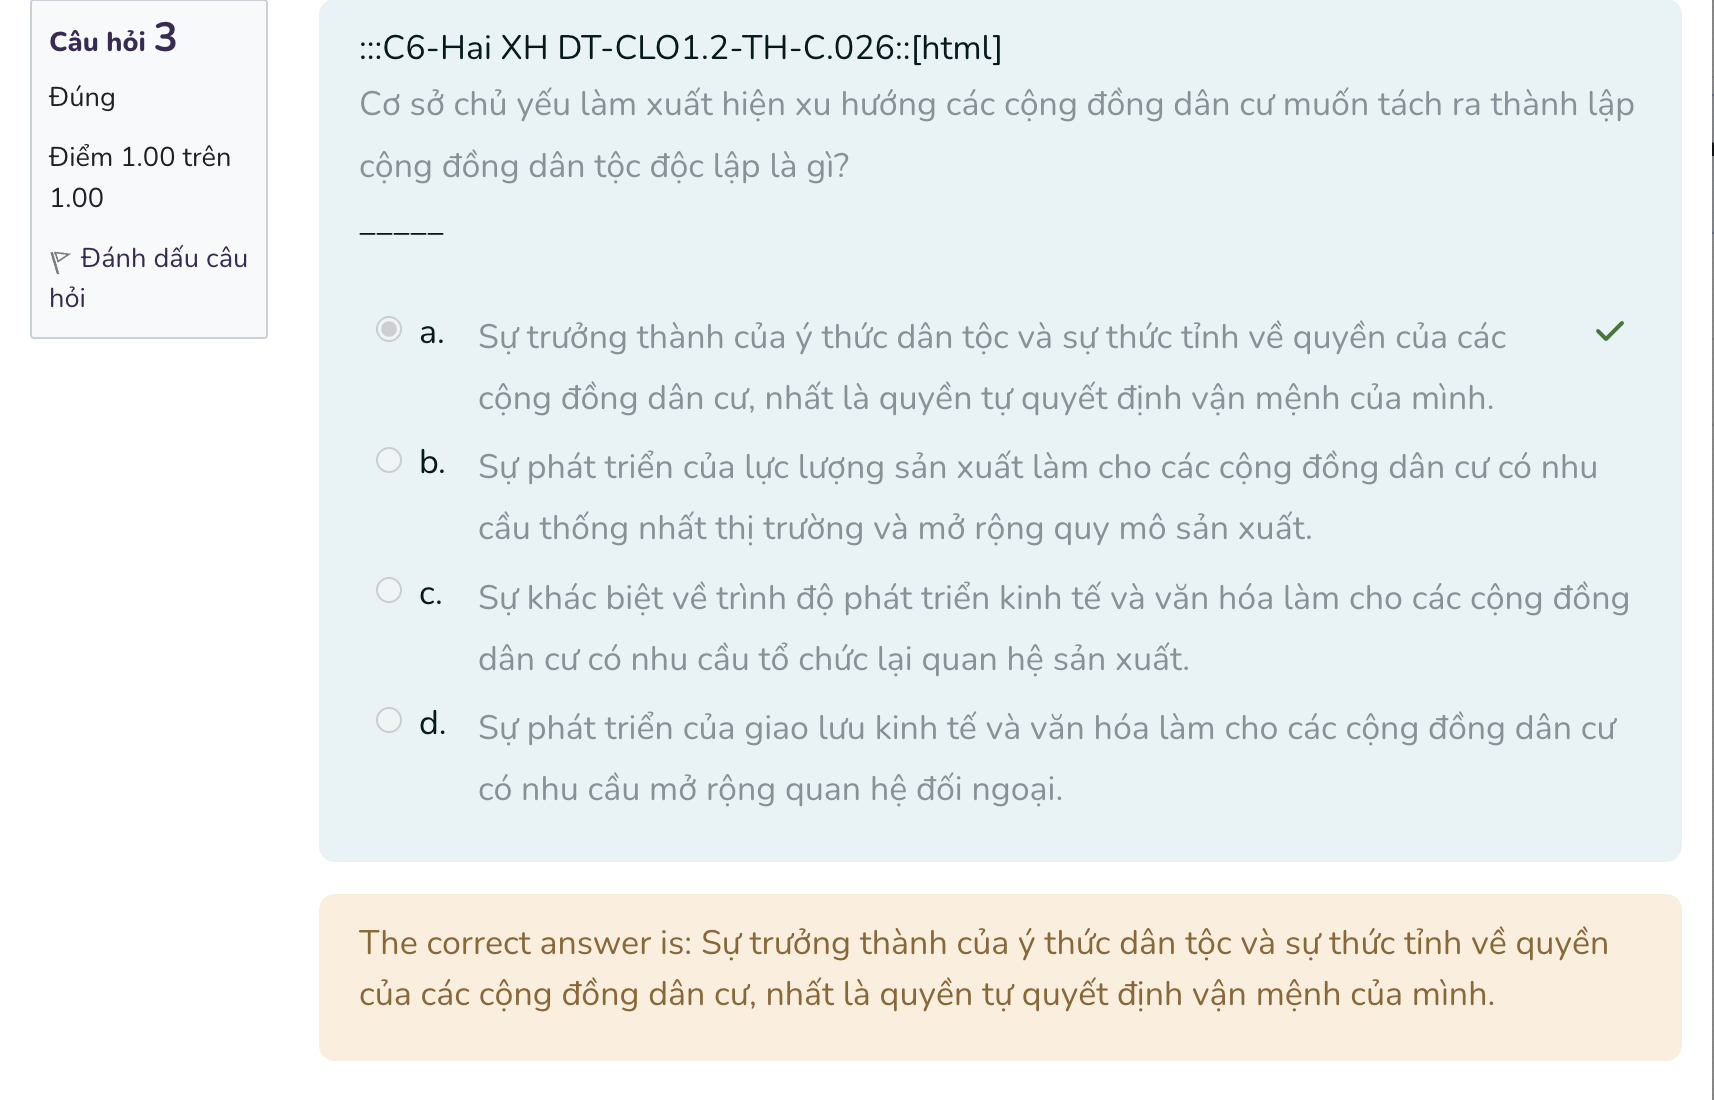 Câu hỏi 3
Đúng
Điểm 1.00 trên
1.00
Đánh dấu câu
hỏi
:::C6-Hai XH DT-CLO1.2-TH-C.026::[html]
Cơ sở chủ yếu làm xuất hiện xu hướng các cộng đồng dân cư muốn tách ra thành lập
cộng đồng dân tộc độc lập là gì?
_____
a. Sự trưởng thành của ý thức dân tộc và sự thức tỉnh về quyền của các
cộng đồng dân cư, nhất là quyền tự quyết định vận mệnh của mình.
b. Sự phát triển của lực lượng sản xuất làm cho các cộng đồng dân cư có nhu
cầu thống nhất thị trường và mở rộng quy mô sản xuất.
c. Sự khác biệt về trình độ phát triển kinh tế và văn hóa làm cho các cộng đồng
dân cư có nhu cầu tổ chức lại quan hệ sản xuất.
d. Sự phát triển của giao lưu kinh tế và văn hóa làm cho các cộng đồng dân cư
có nhu cầu mở rộng quan hệ đối ngoại.
The correct answer is: Sự trưởng thành của ý thức dân tộc và sự thức tỉnh về quyền
của các cộng đồng dân cư, nhất là quyền tự quyết định vận mệnh của mình.